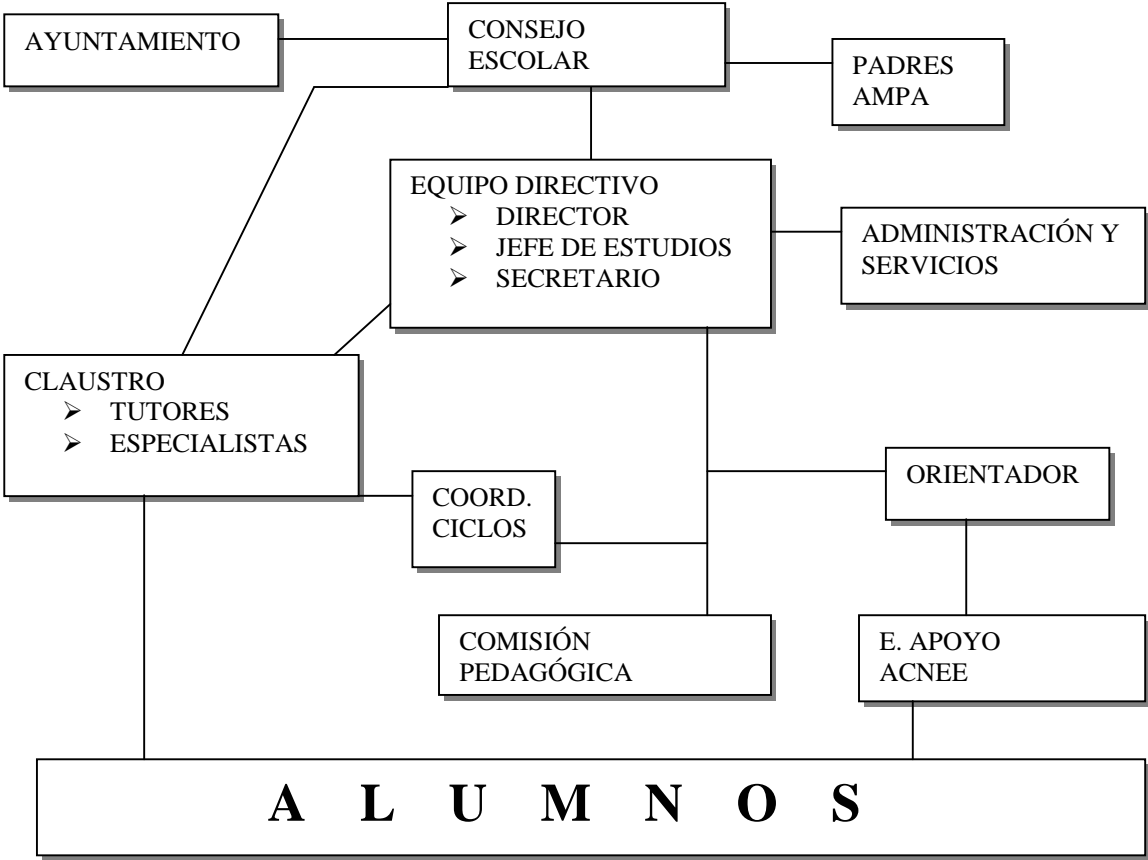 AYUNTAMIENTO
CONSEJO
ESCOLAR
PADRES
AMPA
EQUIPO DIRECTIVO
➢ DIRECTOR
➢ JEFE DE ESTUDIOS
➢ SECRETARIO
ADMINISTRACIÓN Y
SERVICIOS
CLAUSTRO
➢ TUTORES
➢ ESPECIALISTAS
COORD.
CICLOS
ORIENTADOR
COMISIÓN
PEDAGÓGICA
E. APOYO
ACNEE
A L U M N O S